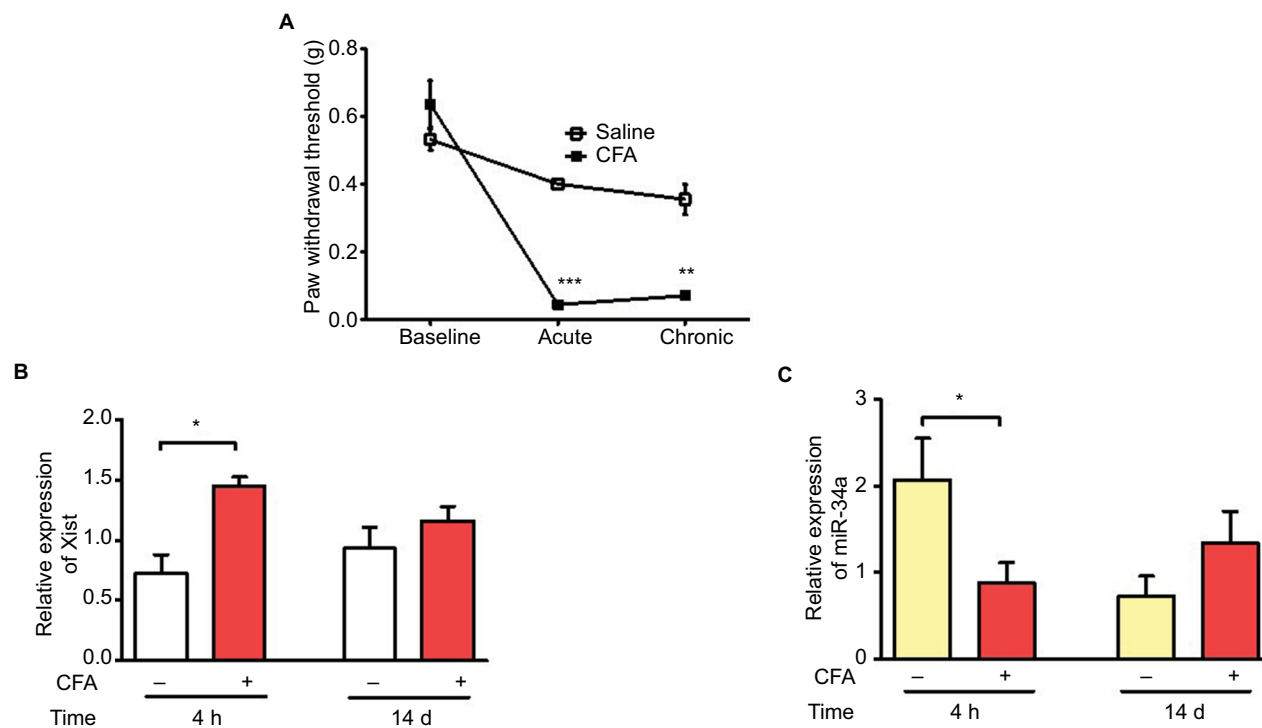 A
Paw withdrawal threshold (g)
0.8
0.6
0.4
0.2
0.0
Saline
CFA
***
**
Baseline Acute Chronic
B
Relative expression
of Xist
2.0
1.5
1.0
0.5
0.0
*
CFA – + – +
Time 4 h 14 d
C
Relative expression
of miR-34a
3
2
1
0
*
CFA – + – +
Time 4 h 14 d